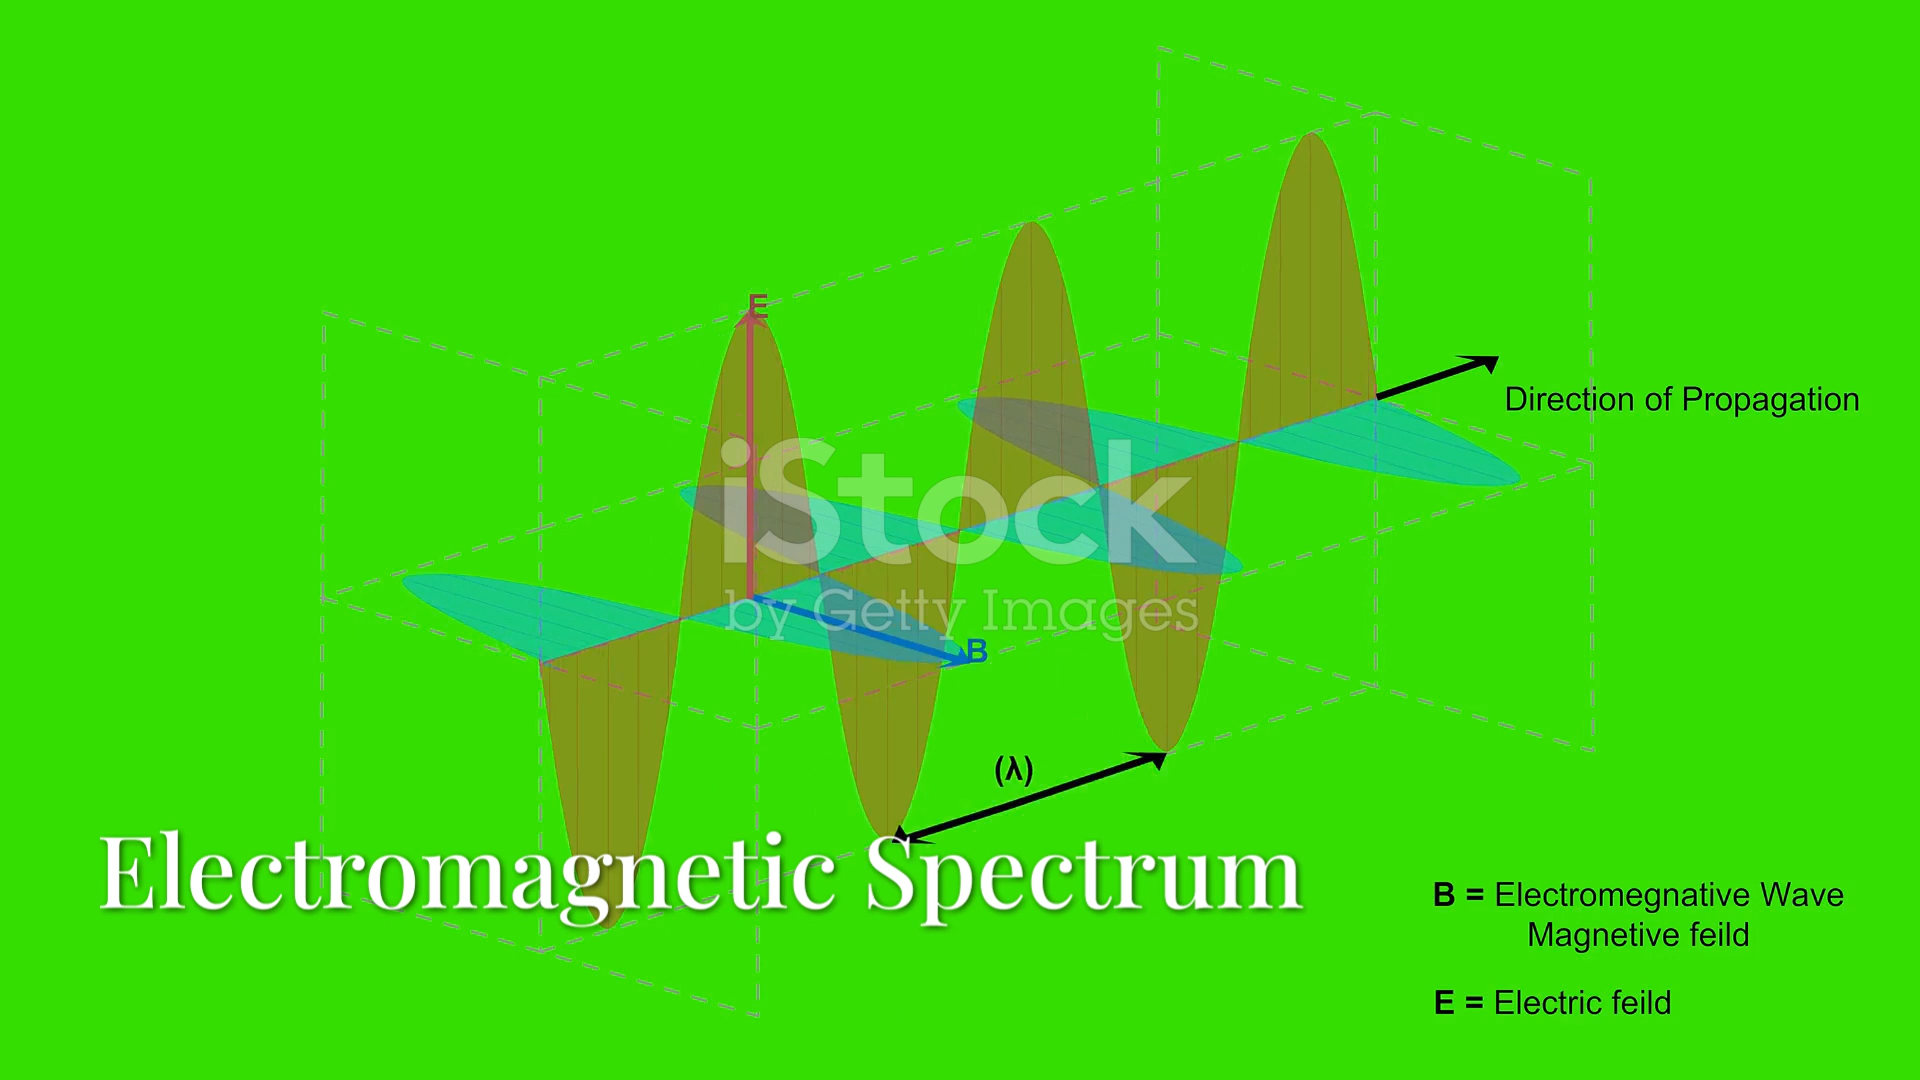 E
Direction of Propagation
iStock
by Getty Images
B
(λ)
Electromagnetic Spectrum
B = Electromegnative Wave
Magnetive feild
E = Electric feild